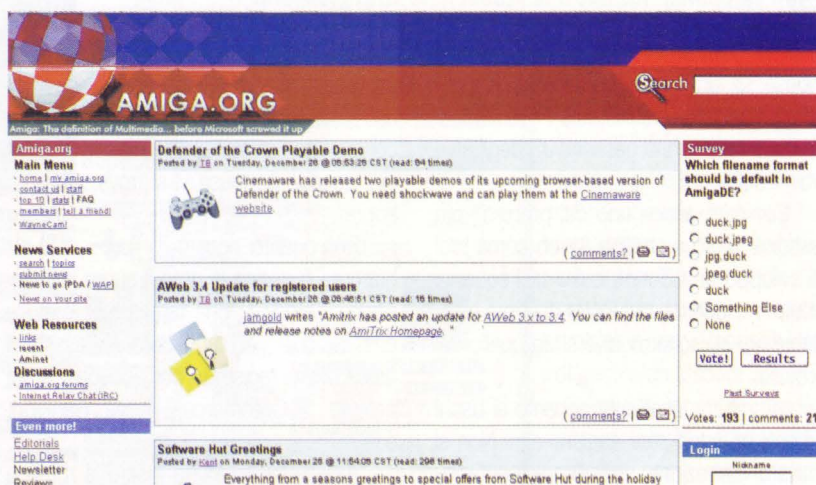 Search
AMIGA.ORG
Amiga: The definition of Multimedia... before Microsoft screwed it up
Amiga.org
Main Menu
- home | my amiga.org
- contact us | staff
- top 10 | stats | FAQ
- members | tell a friend!
- WayneCam!
News Services
- search | topics
- submit news
- News to go [PDA / WAP]
- News on your site
Web Resources
- links
- recent
- Aminet
Discussions
- amiga.org forums
- Internet Relay Chat (IRC)
Even more!
Editorials
Help Desk
Newsletter
Reviews
Defender of the Crown Playable Demo
Posted by TB on Tuesday, December 26 @ CST (read: 64 times)
Cinemaware has released two playable demos of its upcoming browser-based version of
Defender of the Crown. You need shockwave and can play them at the Cinemaware
website.
( comments? | )
AWeb 3.4 Update for registered users
Posted by TB on Tuesday, December 26 @ CST (read: 16 times)
jamgold writes "Amitrix has posted an update for AWeb 3.x to 3.4. You can find the files
and release notes on AmiTrix Homepage. "
( comments? | )
Software Hut Greetings
Posted by Kent on Monday, December 25 @ CST (read: 298 times)
Everything from a seasons greetings to special offers from Software Hut during the holiday
Survey
Which filename format
should be default in
AmigaDE?
duck.jpg
duck.jpeg
jpg.duck
jpeg.duck
duck
Something Else
None
Vote! Results
Past Surveys
Votes: 193 | comments: 21
Login
Nickname